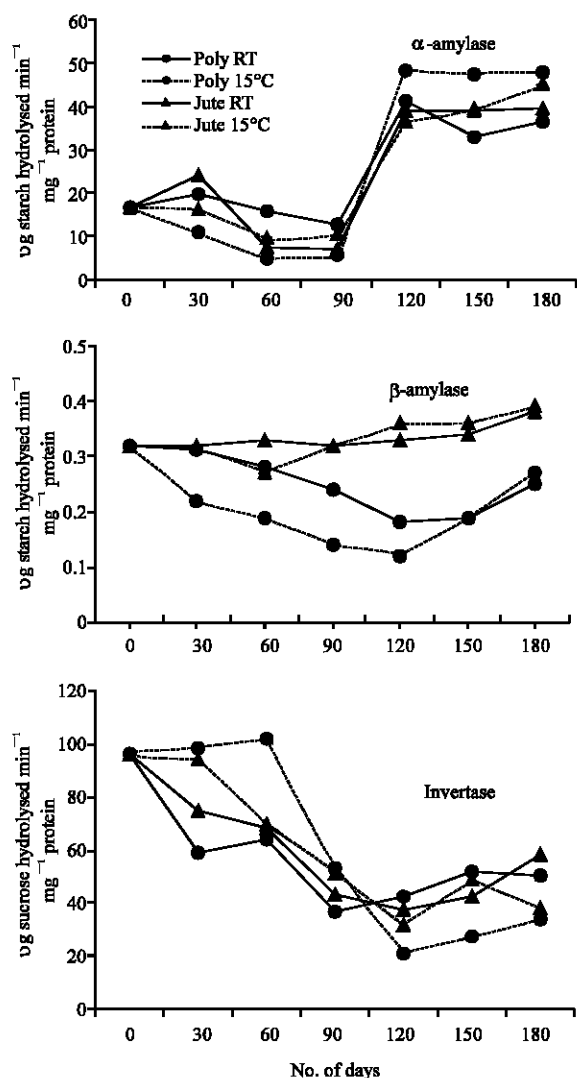 60
50
40
30
20
10
0
υg starch hydrolysed min⁻¹
mg⁻¹ protein
α-amylase
Poly RT
Poly 15°C
Jute RT
Jute 15°C
0 30 60 90 120 150 180
0.5
0.4
0.3
0.2
0.1
0
υg starch hydrolysed min⁻¹
mg⁻¹ protein
β-amylase
0 30 60 90 120 150 180
120
100
80
60
40
20
0
υg sucrose hydrolysed min⁻¹
mg⁻¹ protein
Invertase
0 30 60 90 120 150 180
No. of days